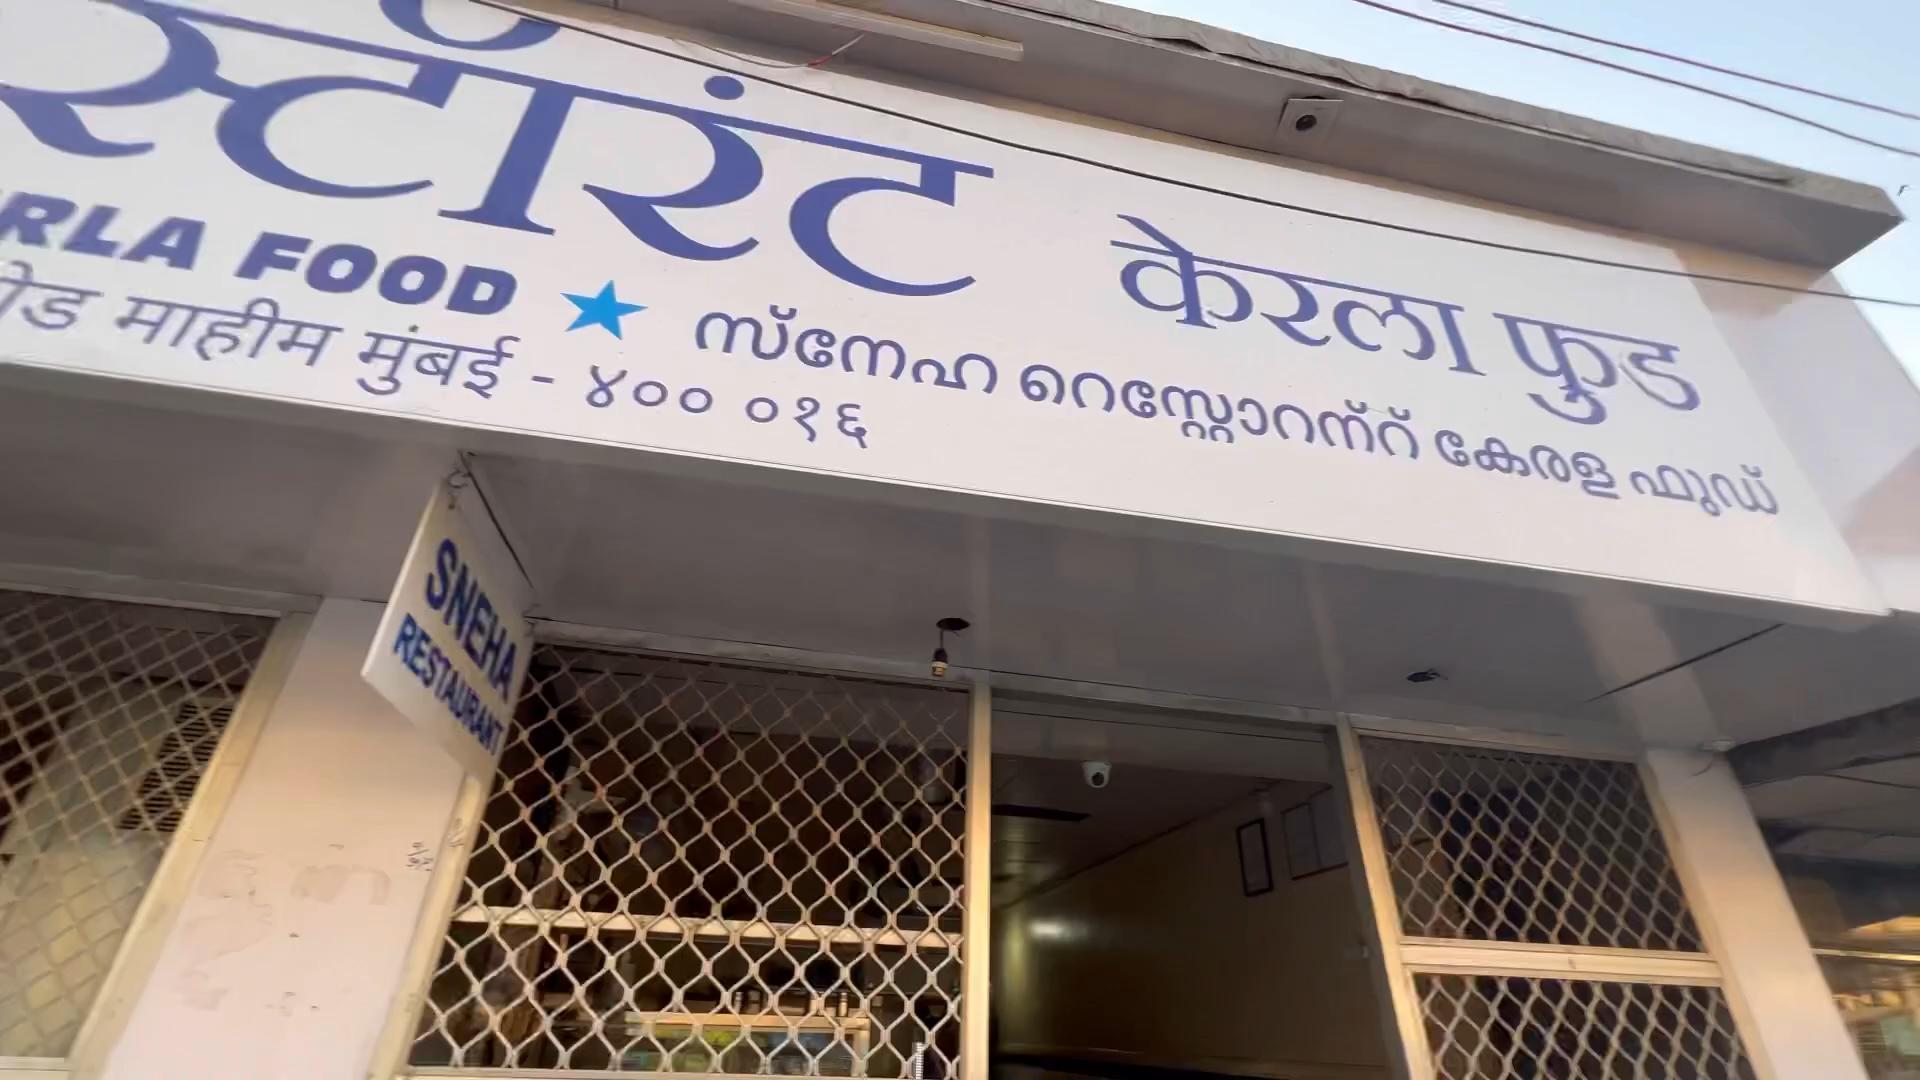 स्टॉरंट केरला फुड
RLA FOOD ★ സ്നേഹ റെസ്റ്റോറന്റ് കേരള ഫുഡ്
माहीम मुंबई - ४०० ०१६
SNEHA
RESTAURANT